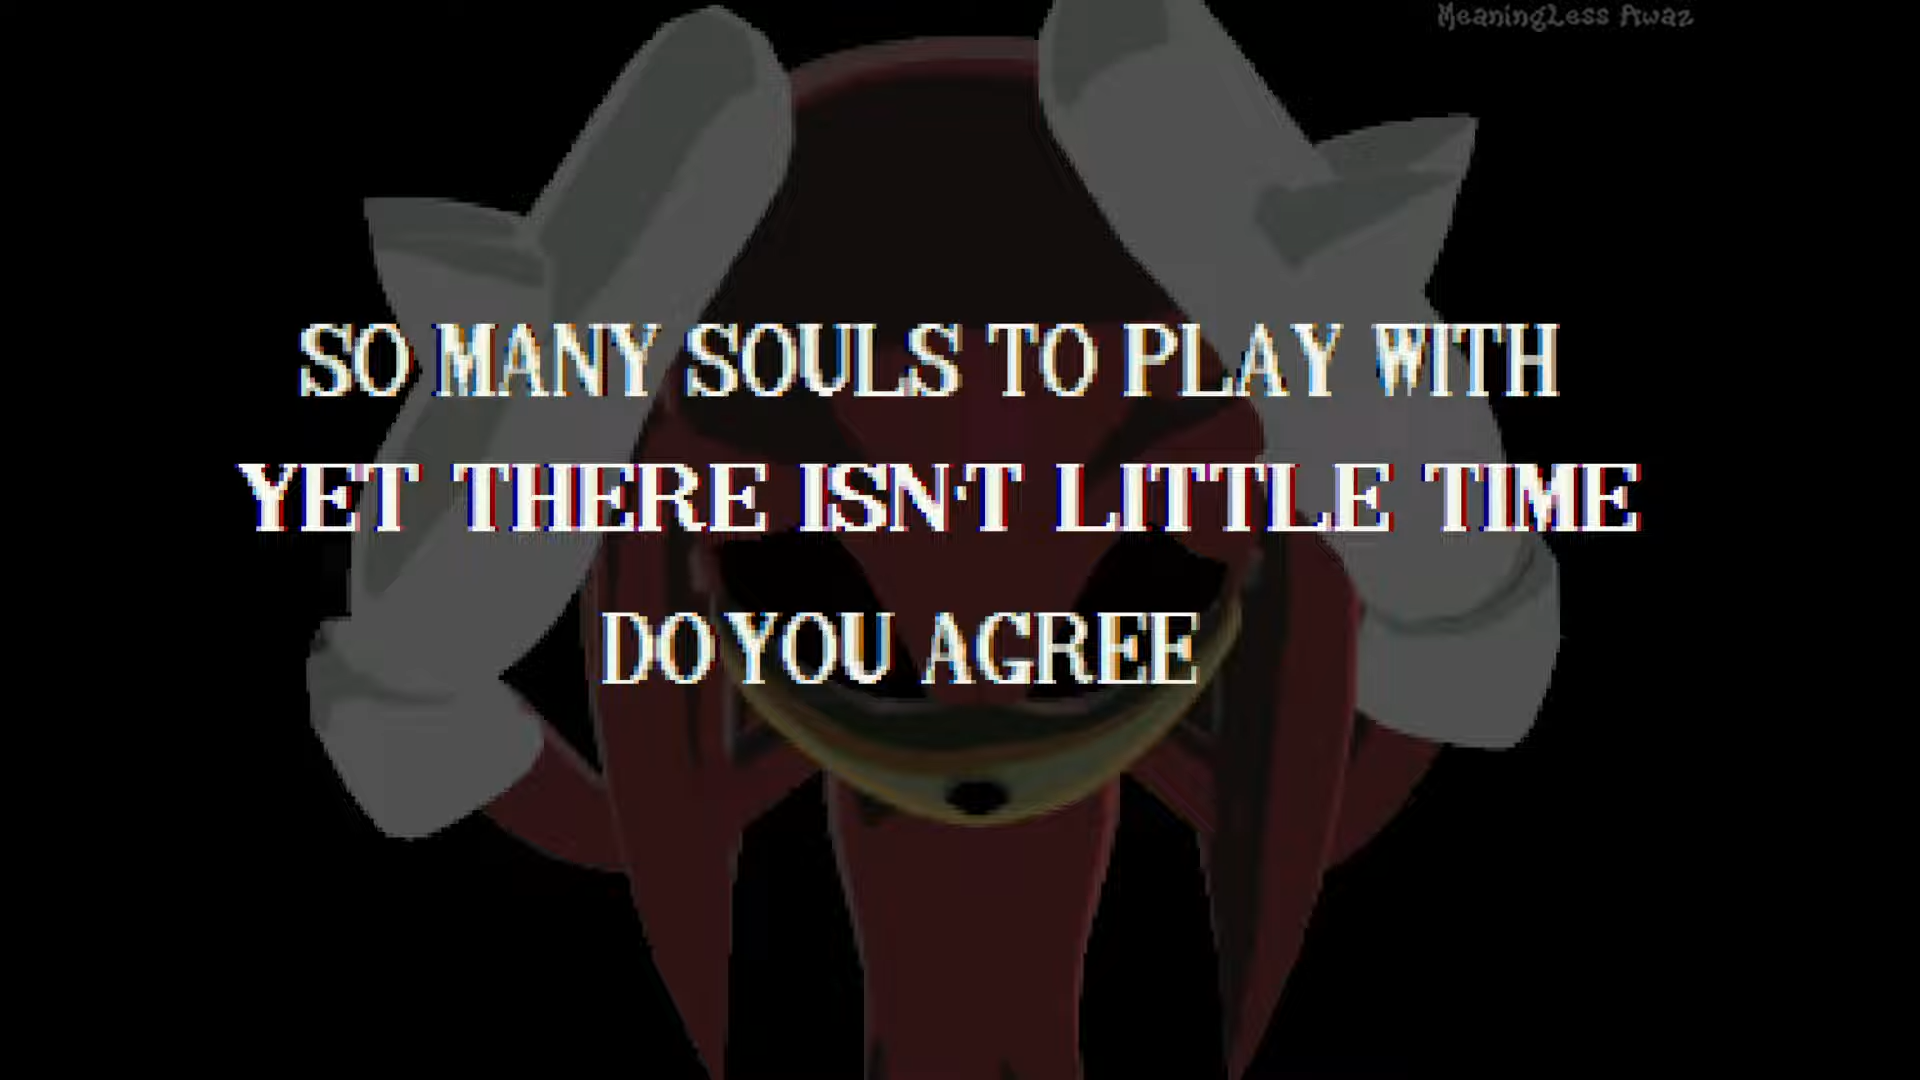 MeaningLess Awaz
SO MANY SOULS TO PLAY WITH
YET THERE ISN'T LITTLE TIME
DO YOU AGREE